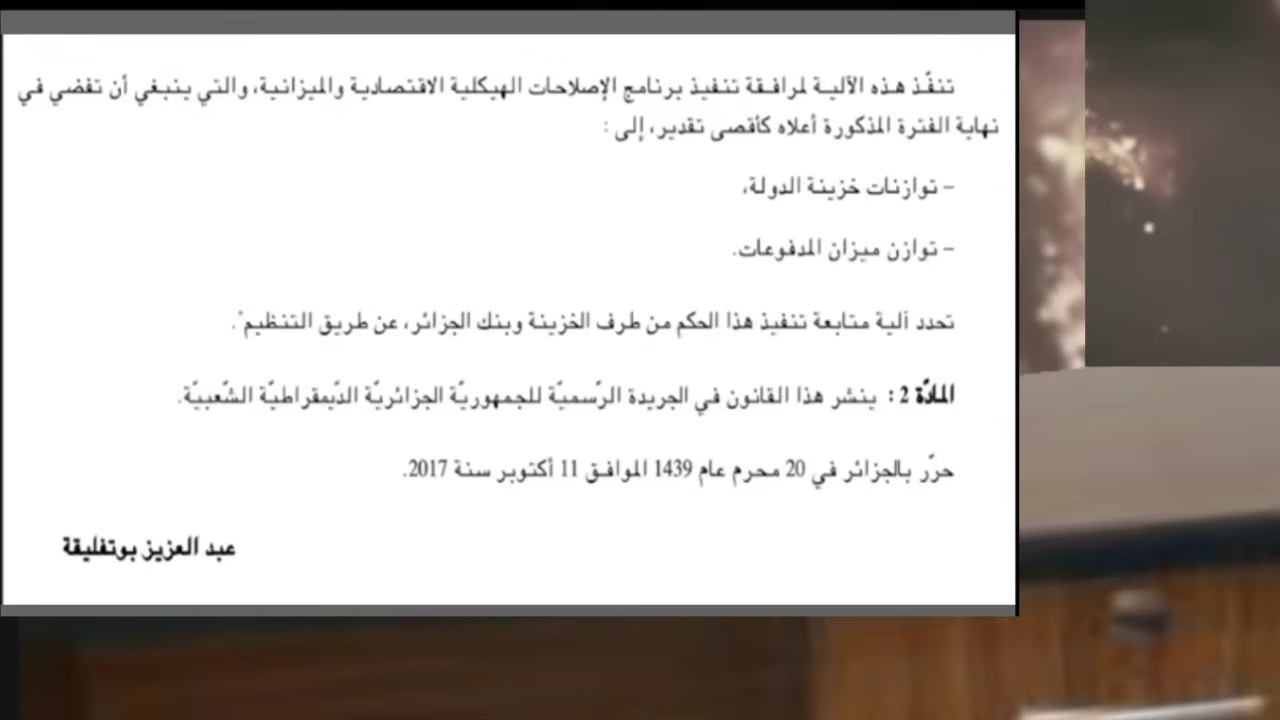 تنفّذ هذه الآلية لمرافقة تنفيذ برنامج الإصلاحات الهيكلية الاقتصادية والميزانية، والتي ينبغي أن تفضي في
نهاية الفترة المذكورة أعلاه كأقصى تقدير، إلى :
– توازنات خزينة الدولة،
– توازن ميزان المدفوعات.
تحدد آلية متابعة تنفيذ هذا الحكم من طرف الخزينة وبنك الجزائر، عن طريق التنظيم".
المادّة 2 : ينشر هذا القانون في الجريدة الرّسميّة للجمهوريّة الجزائريّة الدّيمقراطيّة الشّعبيّة.
حرّر بالجزائر في 20 محرم عام 1439 الموافق 11 أكتوبر سنة 2017.
عبد العزيز بوتفليقة